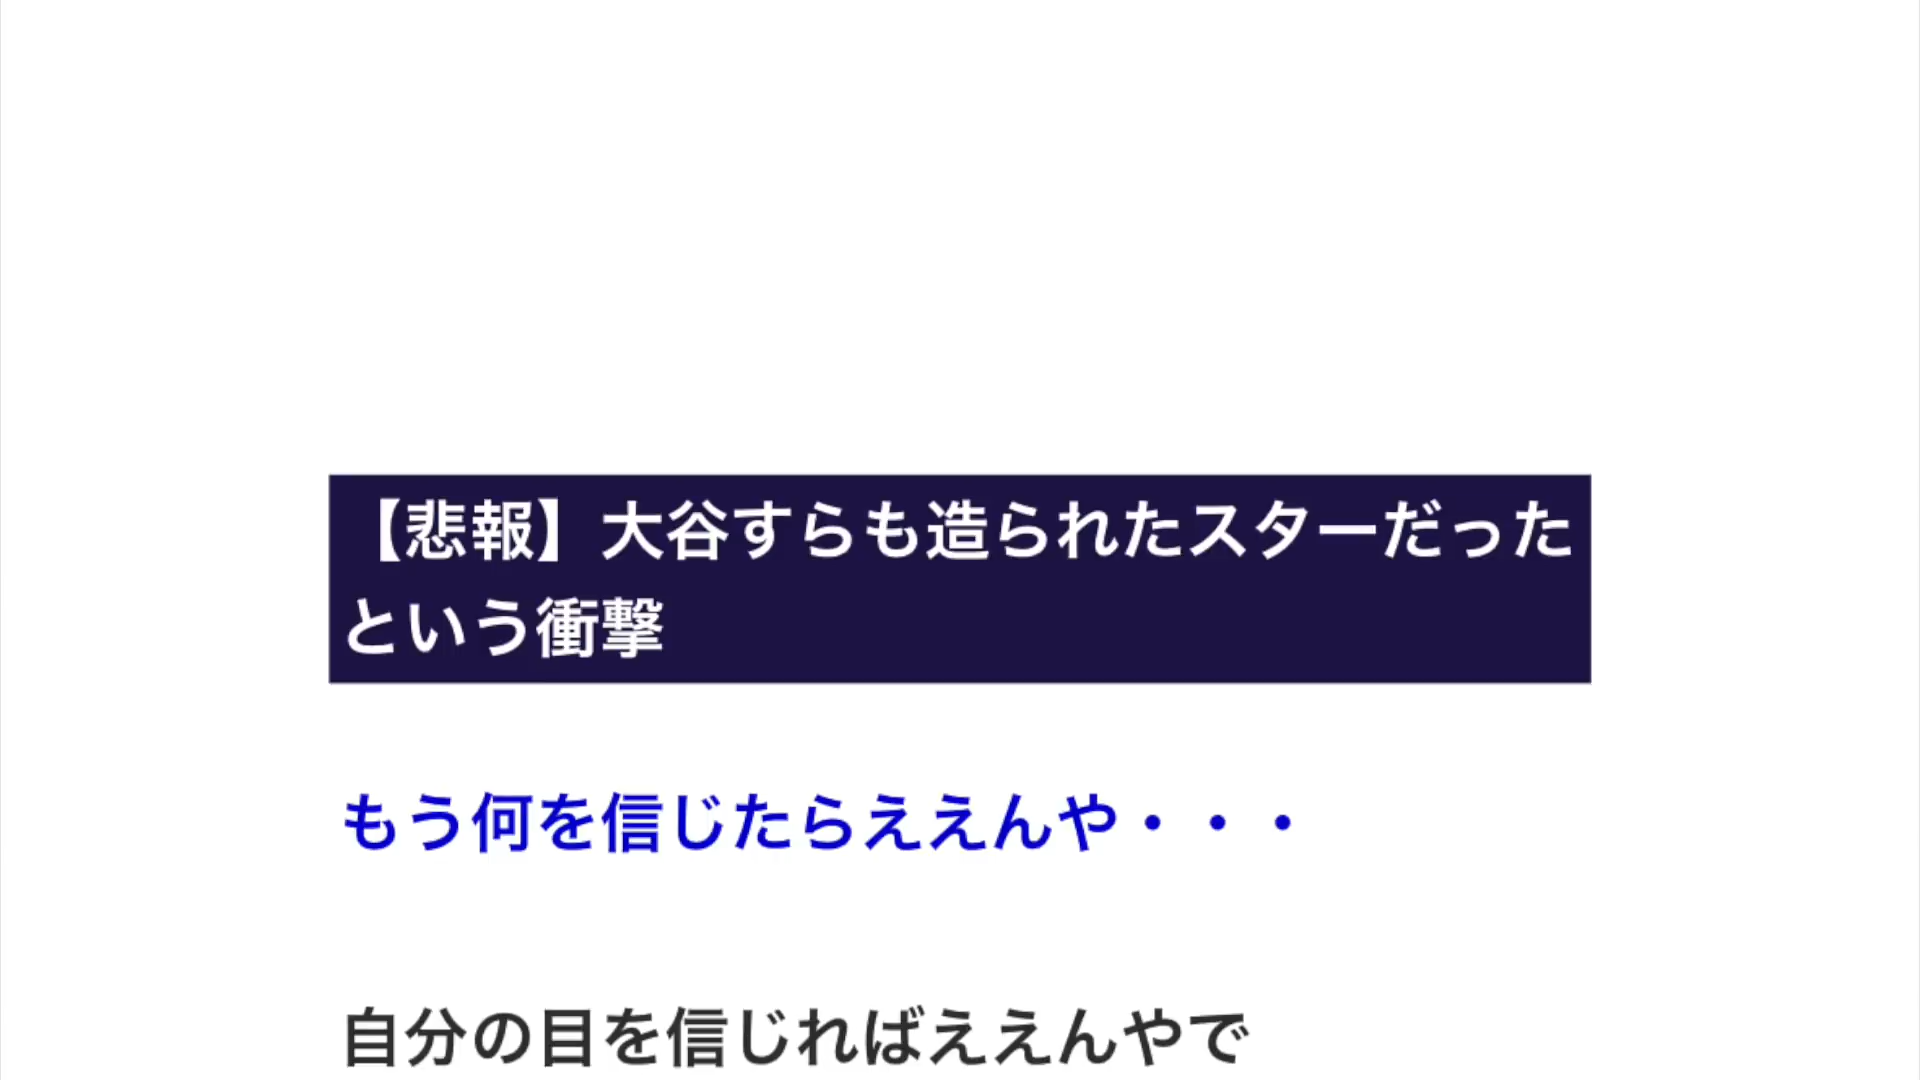 【悲報】大谷すらも造られたスターだった
という衝撃
もう何を信じたらええんや・・・
自分の目を信じればええんやで